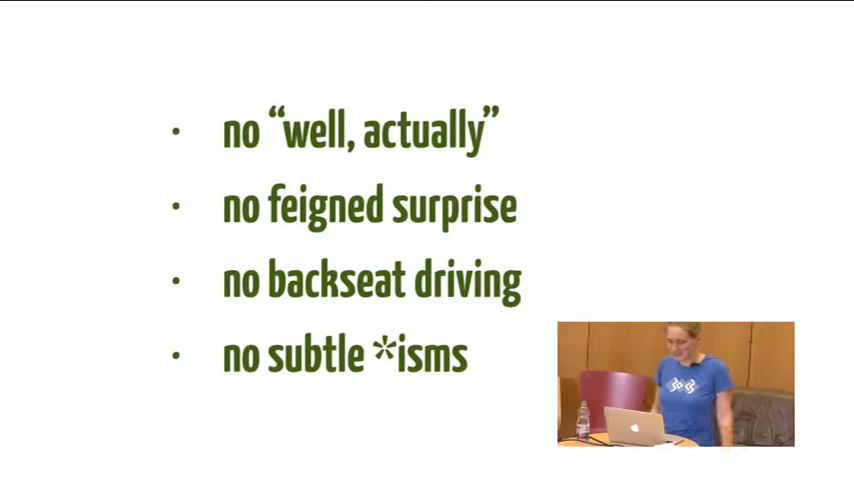 · no “well, actually”
· no feigned surprise
· no backseat driving
· no subtle *isms